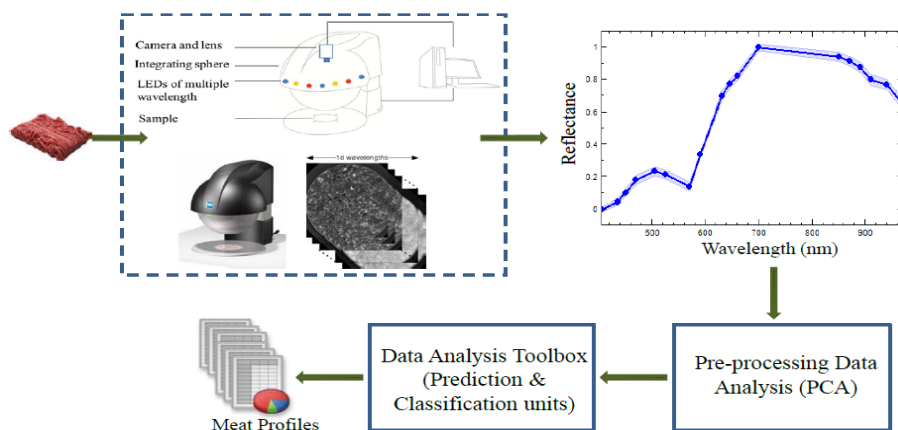 Camera and lens
Integrating sphere
LEDs of multiple
wavelength
Sample
18 wavelengths
Reflectance
1
0.8
0.6
0.4
0.2
0
500
600
700
800
900
Wavelength (nm)
Pre-processing Data
Analysis (PCA)
Data Analysis Toolbox
(Prediction &
Classification units)
Meat Profiles